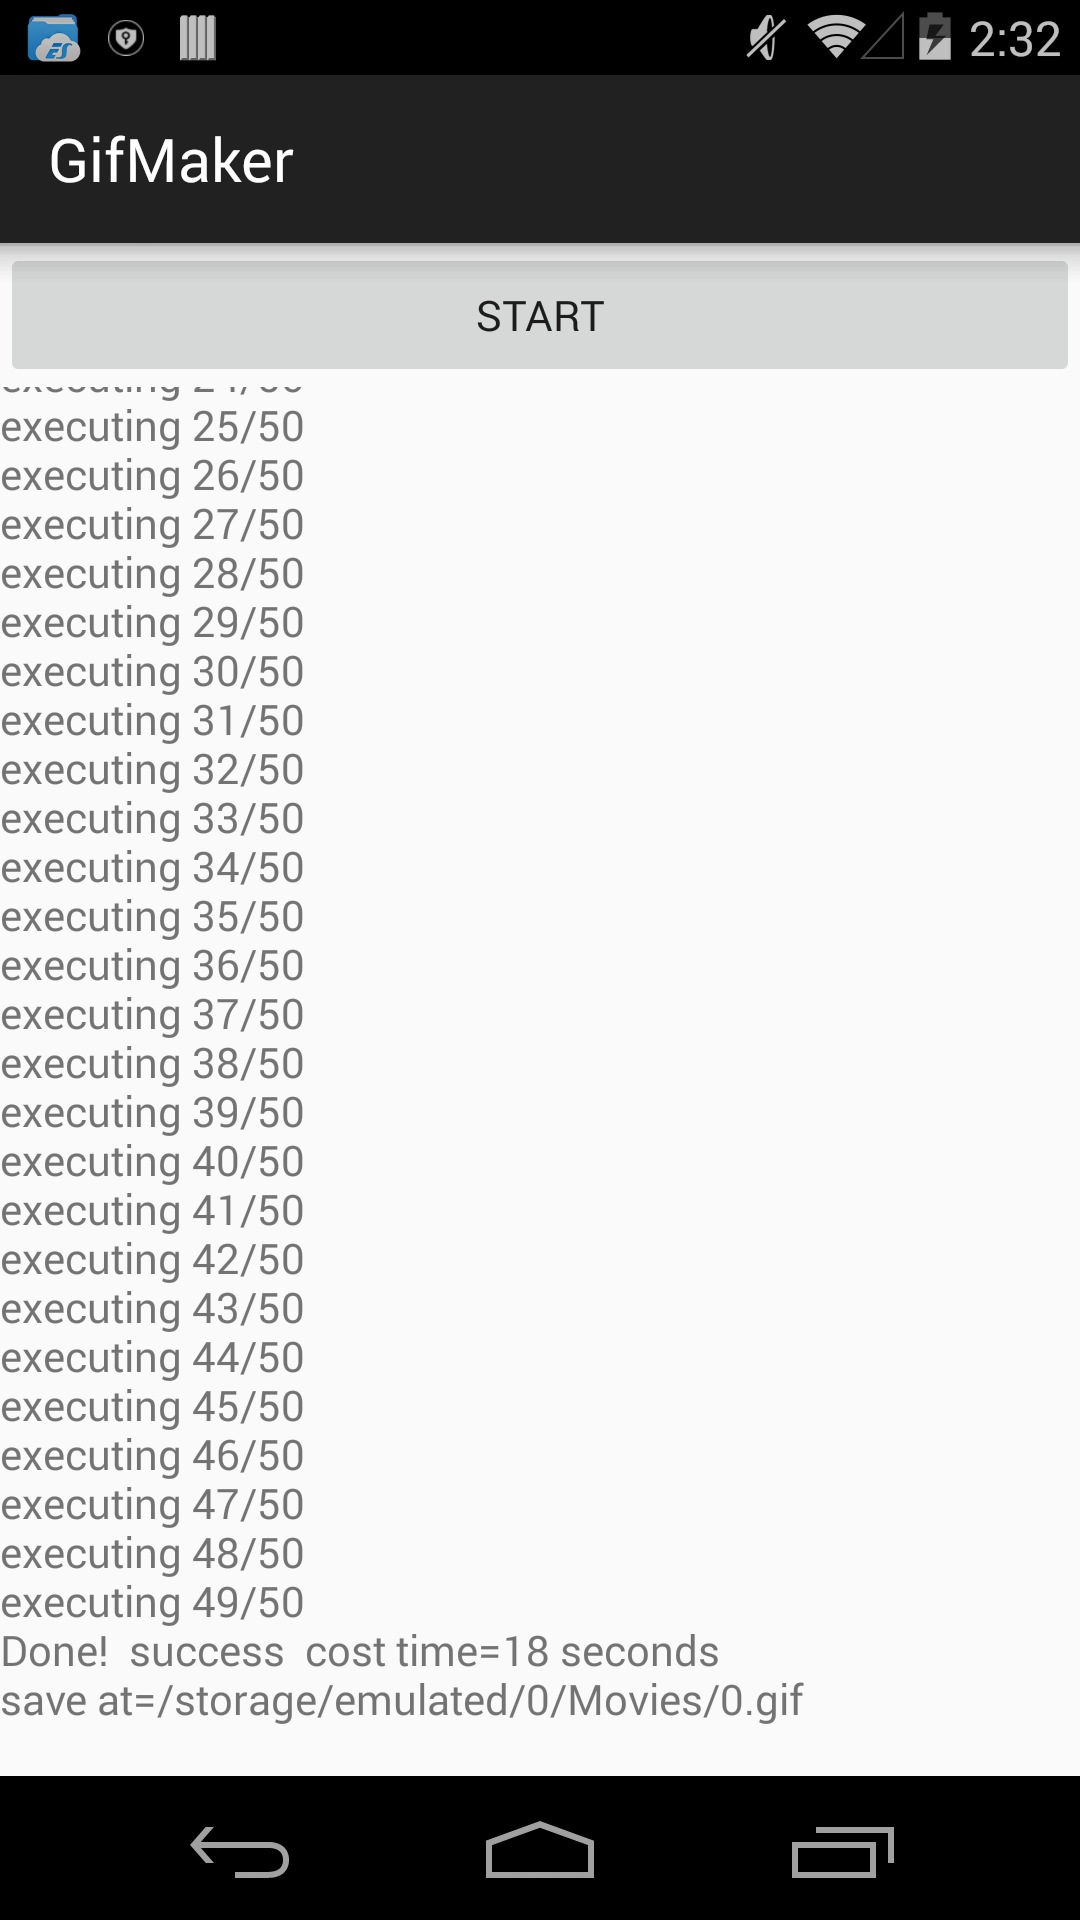 ES
2:32
GifMaker
START
executing 24/50
executing 25/50
executing 26/50
executing 27/50
executing 28/50
executing 29/50
executing 30/50
executing 31/50
executing 32/50
executing 33/50
executing 34/50
executing 35/50
executing 36/50
executing 37/50
executing 38/50
executing 39/50
executing 40/50
executing 41/50
executing 42/50
executing 43/50
executing 44/50
executing 45/50
executing 46/50
executing 47/50
executing 48/50
executing 49/50
Done!  success  cost time=18 seconds
save at=/storage/emulated/0/Movies/0.gif